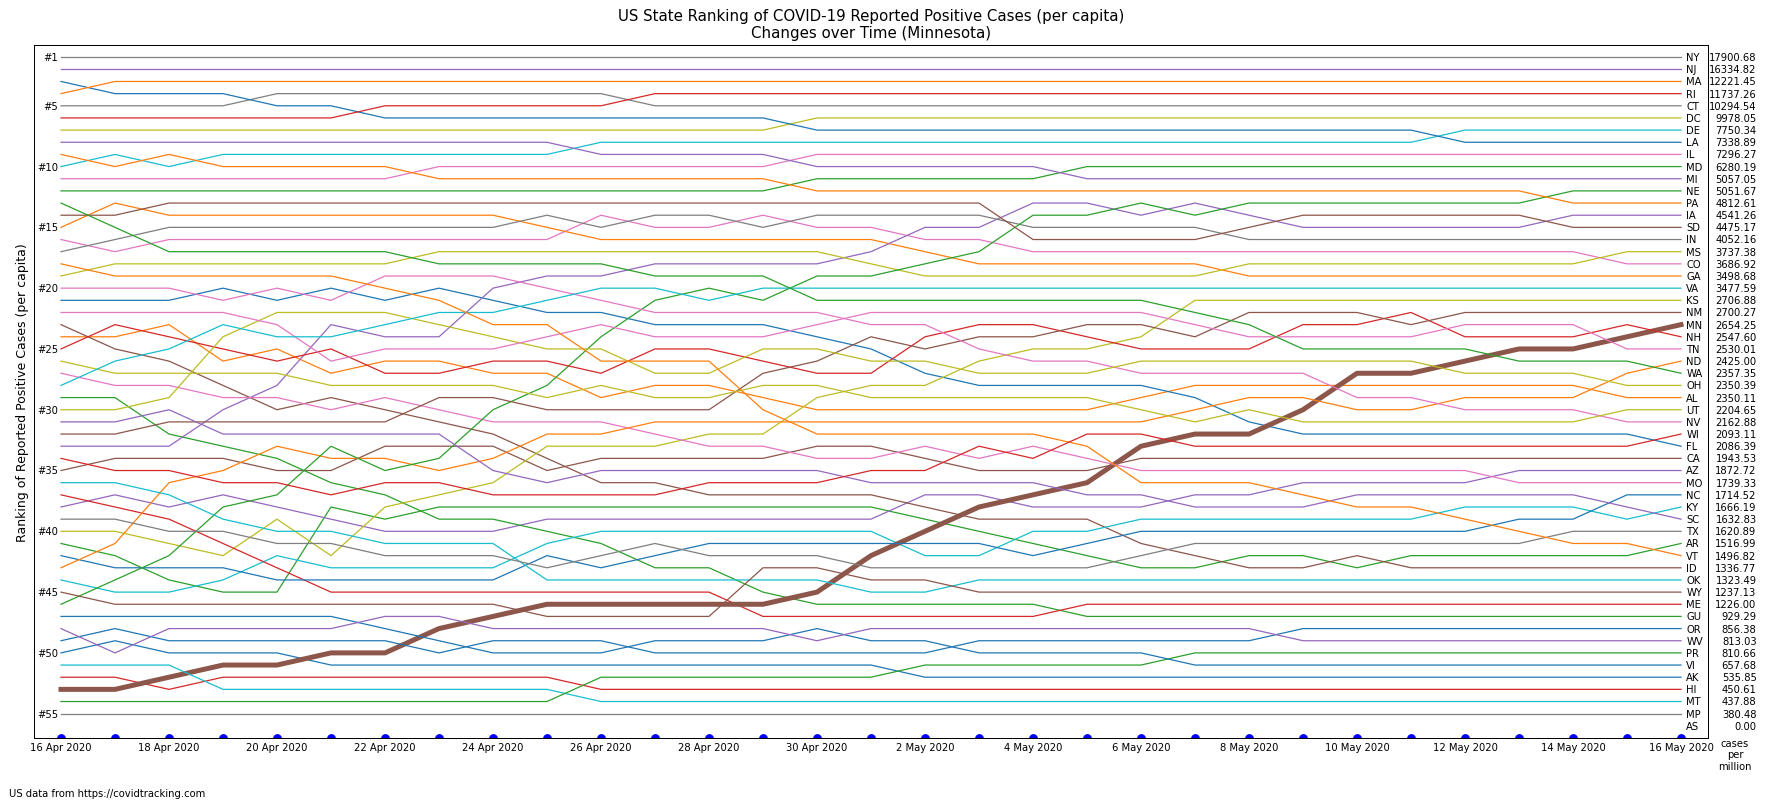 US State Ranking of COVID-19 Reported Positive Cases (per capita)
Changes over Time (Minnesota)
Ranking of Reported Positive Cases (per capita)
#1
#5
#10
#15
#20
#25
#30
#35
#40
#45
#50
#55
NY 17900.68
NJ 16334.82
MA 12221.45
RI 11737.26
CT 10294.54
DC 9978.05
DE 7750.34
LA 7338.89
IL 7296.27
MD 6280.19
MI 5057.05
NE 5051.67
PA 4812.61
IA 4541.26
SD 4475.17
IN 4052.16
MS 3737.38
CO 3686.92
GA 3498.68
VA 3477.59
KS 2706.88
NM 2700.27
MN 2654.25
NH 2547.60
TN 2530.01
ND 2425.00
WA 2357.35
OH 2350.39
AL 2350.11
UT 2204.65
NV 2162.88
WI 2093.11
FL 2086.39
CA 1943.53
AZ 1872.72
MO 1739.33
NC 1714.52
KY 1666.19
SC 1632.83
TX 1620.89
AR 1516.99
VT 1496.82
ID 1336.77
OK 1323.49
WY 1237.13
ME 1226.00
GU 929.29
OR 856.38
WV 813.03
PR 810.66
VI 657.68
AK 535.85
HI 450.61
MT 437.88
MP 380.48
AS 0.00
16 Apr 2020 18 Apr 2020 20 Apr 2020 22 Apr 2020 24 Apr 2020 26 Apr 2020 28 Apr 2020 30 Apr 2020 2 May 2020 4 May 2020 6 May 2020 8 May 2020 10 May 2020 12 May 2020 14 May 2020 16 May 2020
cases
per
million
US data from https://covidtracking.com